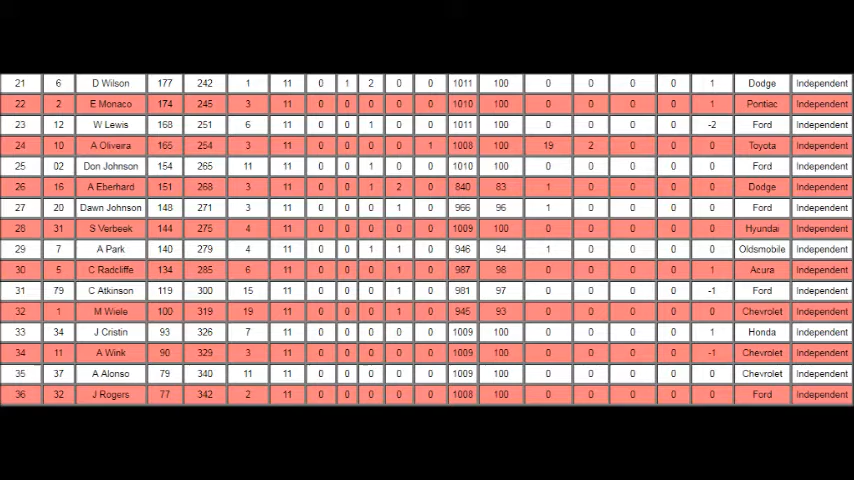 21 6 D Wilson 177 242 1 11 0 1 2 0 0 1011 100 0 0 0 0 1 Dodge Independent
22 2 E Monaco 174 245 3 11 0 0 0 0 0 1010 100 0 0 0 0 1 Pontiac Independent
23 12 W Lewis 168 251 6 11 0 0 1 0 0 1011 100 0 0 0 0 -2 Ford Independent
24 10 A Oliveira 165 254 3 11 0 0 0 0 1 1008 100 19 2 0 0 0 Toyota Independent
25 02 Don Johnson 154 265 11 11 0 0 1 0 0 1010 100 0 0 0 0 0 Ford Independent
26 16 A Eberhard 151 268 3 11 0 0 1 2 0 840 83 1 0 0 0 0 Dodge Independent
27 20 Dawn Johnson 148 271 3 11 0 0 0 1 0 966 96 1 0 0 0 0 Ford Independent
28 31 S Verbeek 144 275 4 11 0 0 0 0 0 1009 100 0 0 0 0 0 Hyundai Independent
29 7 A Park 140 279 4 11 0 0 1 1 0 946 94 1 0 0 0 0 Oldsmobile Independent
30 5 C Radcliffe 134 285 6 11 0 0 0 1 0 987 98 0 0 0 0 1 Acura Independent
31 79 C Atkinson 119 300 15 11 0 0 0 1 0 981 97 0 0 0 0 -1 Ford Independent
32 1 M Wiele 100 319 19 11 0 0 0 1 0 945 93 0 0 0 0 0 Chevrolet Independent
33 34 J Cristin 93 326 7 11 0 0 0 0 0 1009 100 0 0 0 0 1 Honda Independent
34 11 A Wink 90 329 3 11 0 0 0 0 0 1009 100 0 0 0 0 -1 Chevrolet Independent
35 37 A Alonso 79 340 11 11 0 0 0 0 0 1009 100 0 0 0 0 0 Chevrolet Independent
36 32 J Rogers 77 342 2 11 0 0 0 0 0 1008 100 0 0 0 0 0 Ford Independent